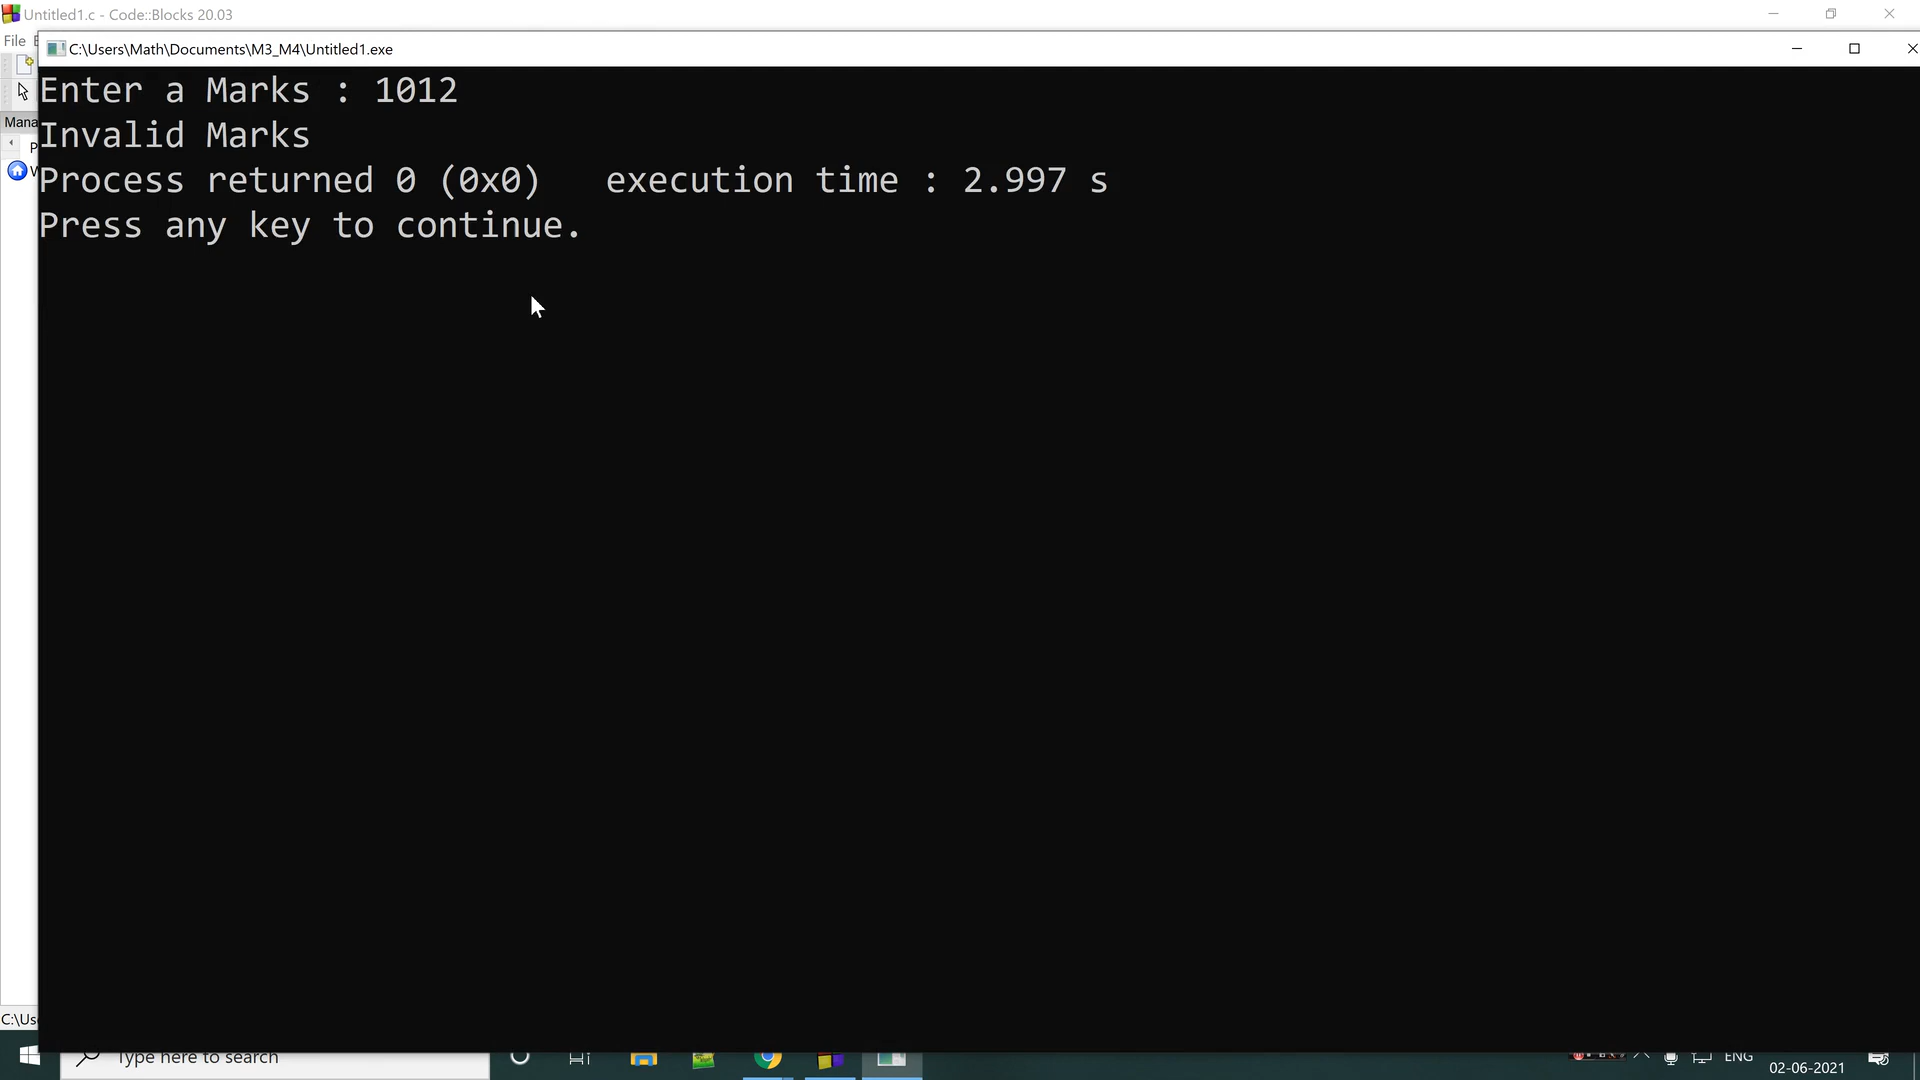 Untitled1.c - Code::Blocks 20.03
File
C:\Users\Math\Documents\M3_M4\Untitled1.exe
Enter a Marks : 1012
Mana
Invalid Marks
P
Process returned 0 (0x0)   execution time : 2.997 s
Press any key to continue.
C:\Us
Type here to search
ENG
02-06-2021